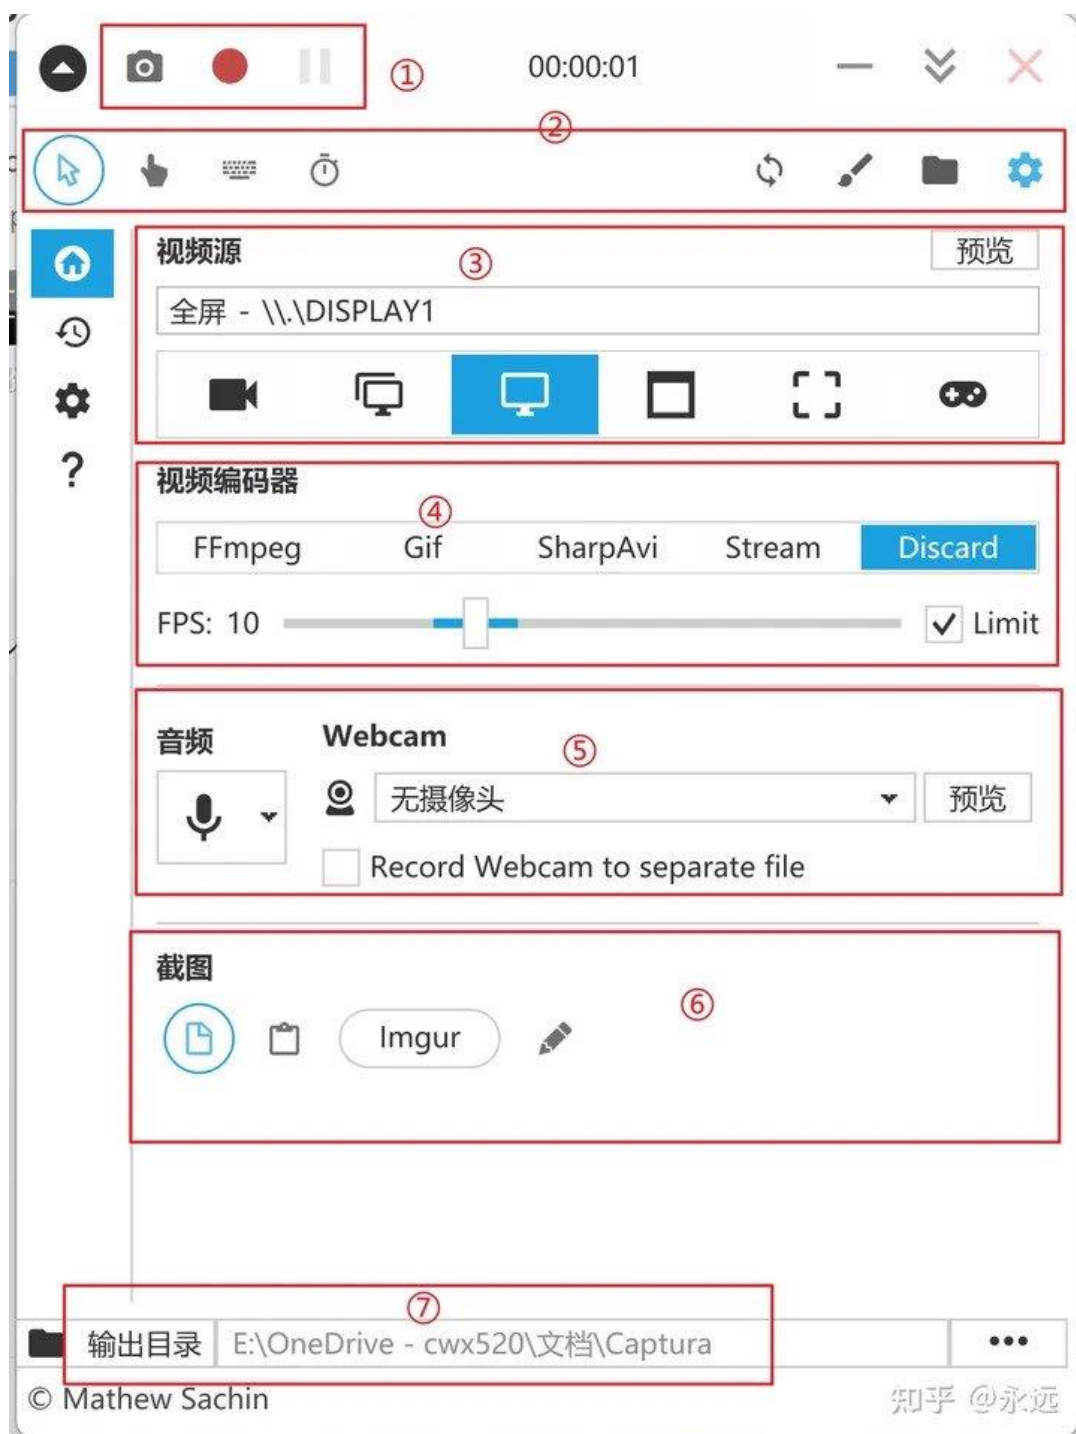 ① 00:00:01
②
视频源 ③ 预览
全屏 - \\.\DISPLAY1
视频编码器
④
FFmpeg Gif SharpAvi Stream Discard
FPS: 10 Limit
音频 Webcam ⑤
无摄像头 预览
Record Webcam to separate file
截图
⑥
Imgur
⑦
输出目录 E:\OneDrive - cwx520\文档\Captura
© Mathew Sachin
知乎 @永远